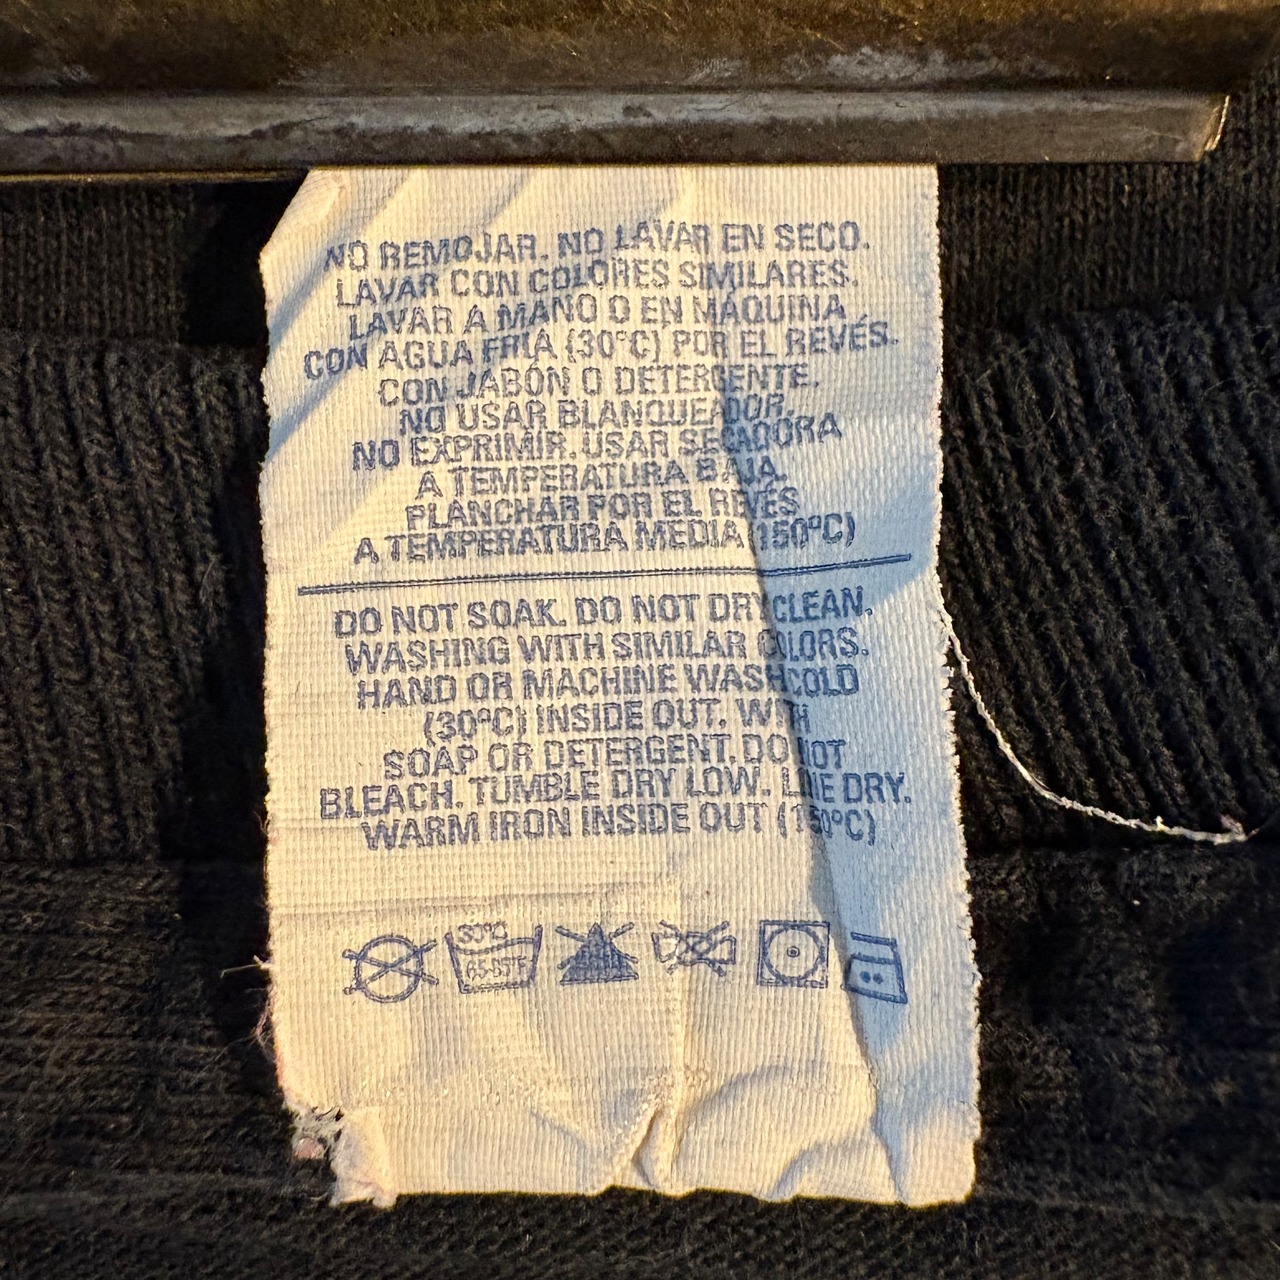 NO REMOJAR. NO LAVAR EN SECO.
LAVAR CON COLORES SIMILARES.
LAVAR A MANO O EN MÁQUINA
CON AGUA FRIA (30°C) POR EL REVÉS.
CON JABÓN O DETERGENTE.
NO USAR BLANQUEADOR.
NO EXPRIMIR. USAR SECADORA
A TEMPERATURA BAJA.
PLANCHAR POR EL REVÉS
A TEMPERATURA MEDIA (150°C)
DO NOT SOAK. DO NOT DRY CLEAN.
WASHING WITH SIMILAR COLORS.
HAND OR MACHINE WASH COLD
(30°C) INSIDE OUT. WITH
SOAP OR DETERGENT. DO NOT
BLEACH. TUMBLE DRY LOW. LINE DRY.
WARM IRON INSIDE OUT (150°C)
30°C